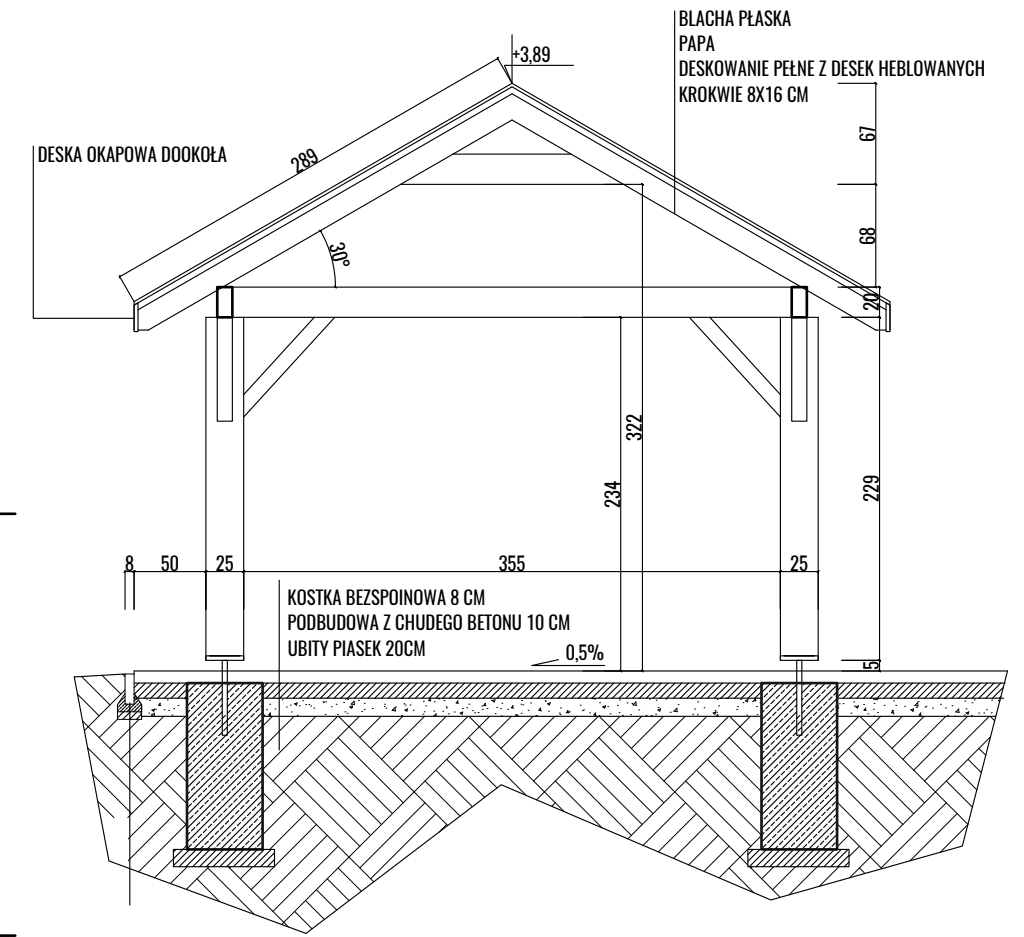 BLACHA PŁASKA
PAPA
DESKOWANIE PEŁNE Z DESEK HEBLOWANYCH
KROKWIE 8X16 CM
+3,89
DESKA OKAPOWA DOOKOŁA
289
67
30°
68
20
322
234
229
8 50 25 355 25
KOSTKA BEZSPOINOWA 8 CM
PODBUDOWA Z CHUDEGO BETONU 10 CM
UBITY PIASEK 20CM
0,5%
5